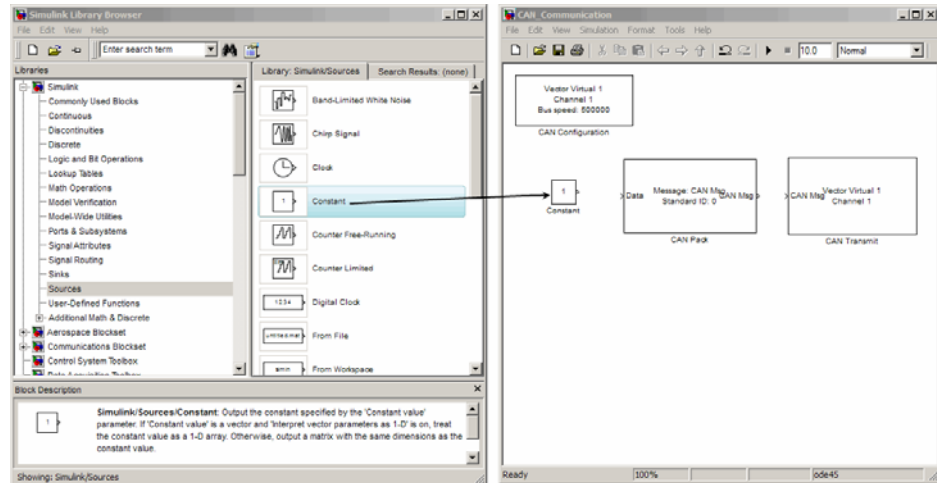 Simulink Library Browser
File Edit View Help
Enter search term
Libraries
Library: Simulink/Sources
Search Results: (none)
Simulink
Commonly Used Blocks
Continuous
Discontinuities
Discrete
Logic and Bit Operations
Lookup Tables
Math Operations
Model Verification
Model-Wide Utilities
Ports & Subsystems
Signal Attributes
Signal Routing
Sinks
Sources
User-Defined Functions
Additional Math & Discrete
Aerospace Blockset
Communications Blockset
Control System Toolbox
Data Acquisition Toolbox
Band-Limited White Noise
Chirp Signal
Clock
1
Constant
Counter Free-Running
Counter Limited
1234
Digital Clock
From File
simin
From Workspace
Block Description
1
Simulink/Sources/Constant: Output the constant specified by the 'Constant value'
parameter. If 'Constant value' is a vector and 'Interpret vector parameters as 1-D' is on, treat
the constant value as a 1-D array. Otherwise, output a matrix with the same dimensions as the
constant value.
Showing: Simulink/Sources
CAN_Communication
File Edit View Simulation Format Tools Help
10.0
Normal
Vector Virtual 1
Channel 1
Bus speed: 500000
CAN Configuration
1
Constant
Data
Message: CAN Msg
Standard ID: 0
CAN Msg
CAN Pack
CAN Msg
Vector Virtual 1
Channel 1
CAN Transmit
Ready
100%
ode45